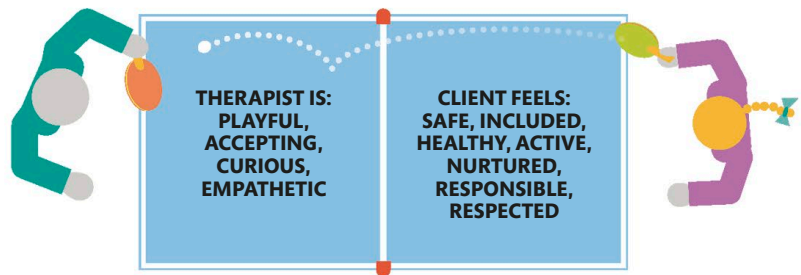 THERAPIST IS:
PLAYFUL,
ACCEPTING,
CURIOUS,
EMPATHETIC
CLIENT FEELS:
SAFE, INCLUDED,
HEALTHY, ACTIVE,
NURTURED,
RESPONSIBLE,
RESPECTED